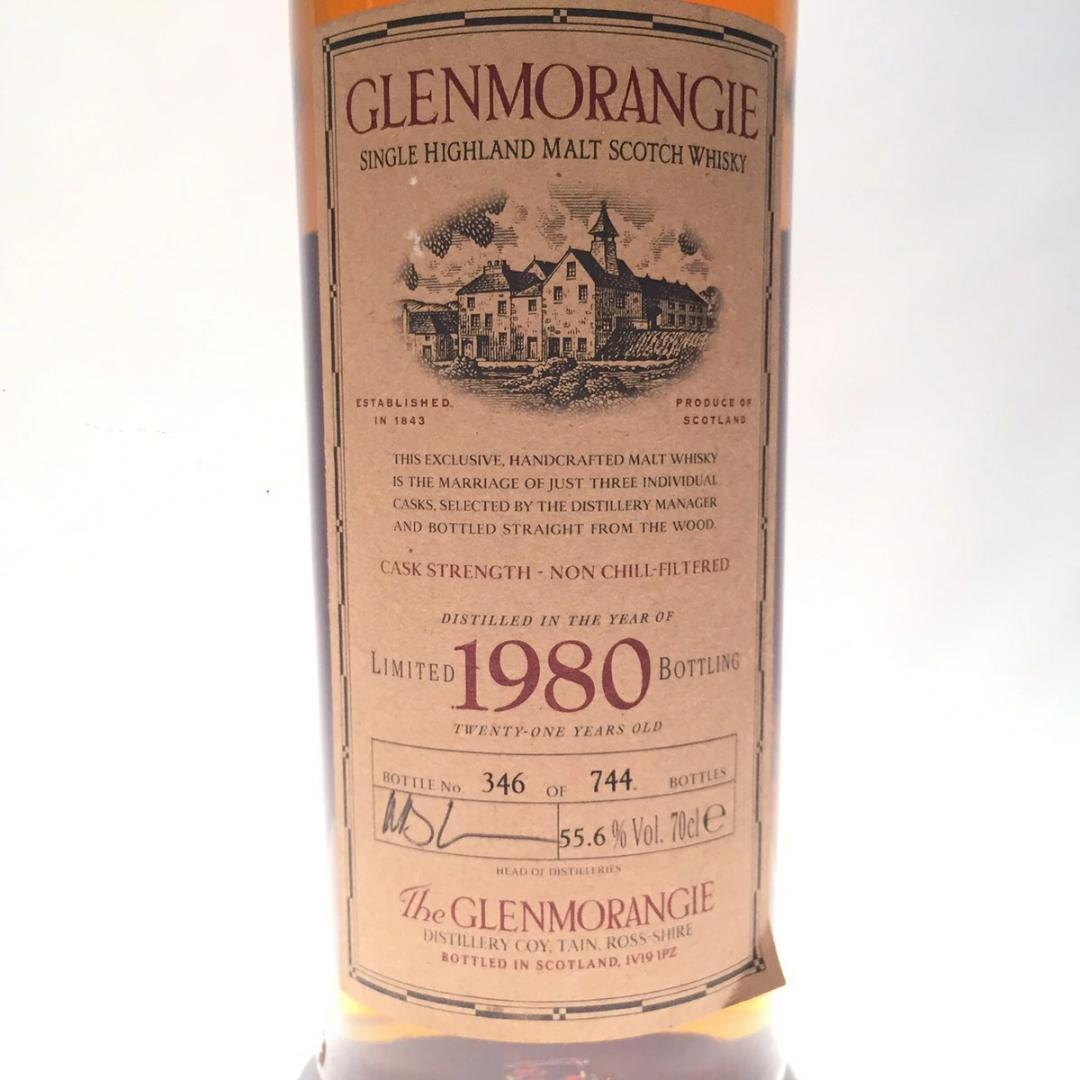 GLENMORANGIE
SINGLE HIGHLAND MALT SCOTCH WHISKY
ESTABLISHED PRODUCE OF
IN 1843 SCOTLAND
THIS EXCLUSIVE, HANDCRAFTED MALT WHISKY
IS THE MARRIAGE OF JUST THREE INDIVIDUAL
CASKS, SELECTED BY THE DISTILLERY MANAGER
AND BOTTLED STRAIGHT FROM THE WOOD.
CASK STRENGTH - NON CHILL-FILTERED
DISTILLED IN THE YEAR OF
LIMITED 1980 BOTTLING
TWENTY-ONE YEARS OLD
BOTTLE No. 346 OF 744 BOTTLES
55.6 % Vol. 70cl e
HEAD OF DISTILLERIES
The GLENMORANGIE
DISTILLERY COY, TAIN, ROSS-SHIRE
BOTTLED IN SCOTLAND, IV19 1PZ